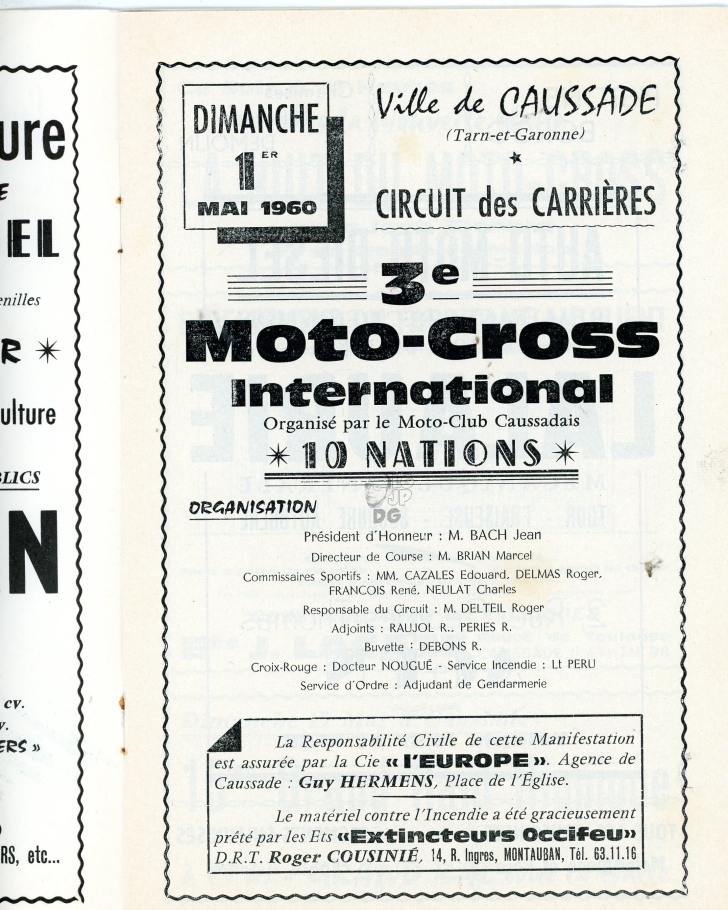 ure
E
EL
enilles
R ✶
ulture
BLICS
N
cv.
v.
ERS »
RS, etc...
DIMANCHE
1ER
MAI 1960
Ville de CAUSSADE
(Tarn-et-Garonne)
★
CIRCUIT des CARRIÈRES
3e
Moto-Cross
International
Organisé par le Moto-Club Caussadais
✶ 10 NATIONS ✶
JP
DG
ORGANISATION
Président d'Honneur : M. BACH Jean
Directeur de Course : M. BRIAN Marcel
Commissaires Sportifs : MM. CAZALES Edouard, DELMAS Roger,
FRANCOIS René, NEULAT Charles
Responsable du Circuit : M. DELTEIL Roger
Adjoints : RAUJOL R., PERIES R.
Buvette : DEBONS R.
Croix-Rouge : Docteur NOUGUÉ - Service Incendie : Lt PERU
Service d'Ordre : Adjudant de Gendarmerie
La Responsabilité Civile de cette Manifestation
est assurée par la Cie « l'EUROPE ». Agence de
Caussade : Guy HERMENS, Place de l'Église.
Le matériel contre l'Incendie a été gracieusement
prêté par les Ets «Extincteurs Occifeu»
D.R.T. Roger COUSINIÉ, 14, R. Ingres, MONTAUBAN, Tél. 63.11.16